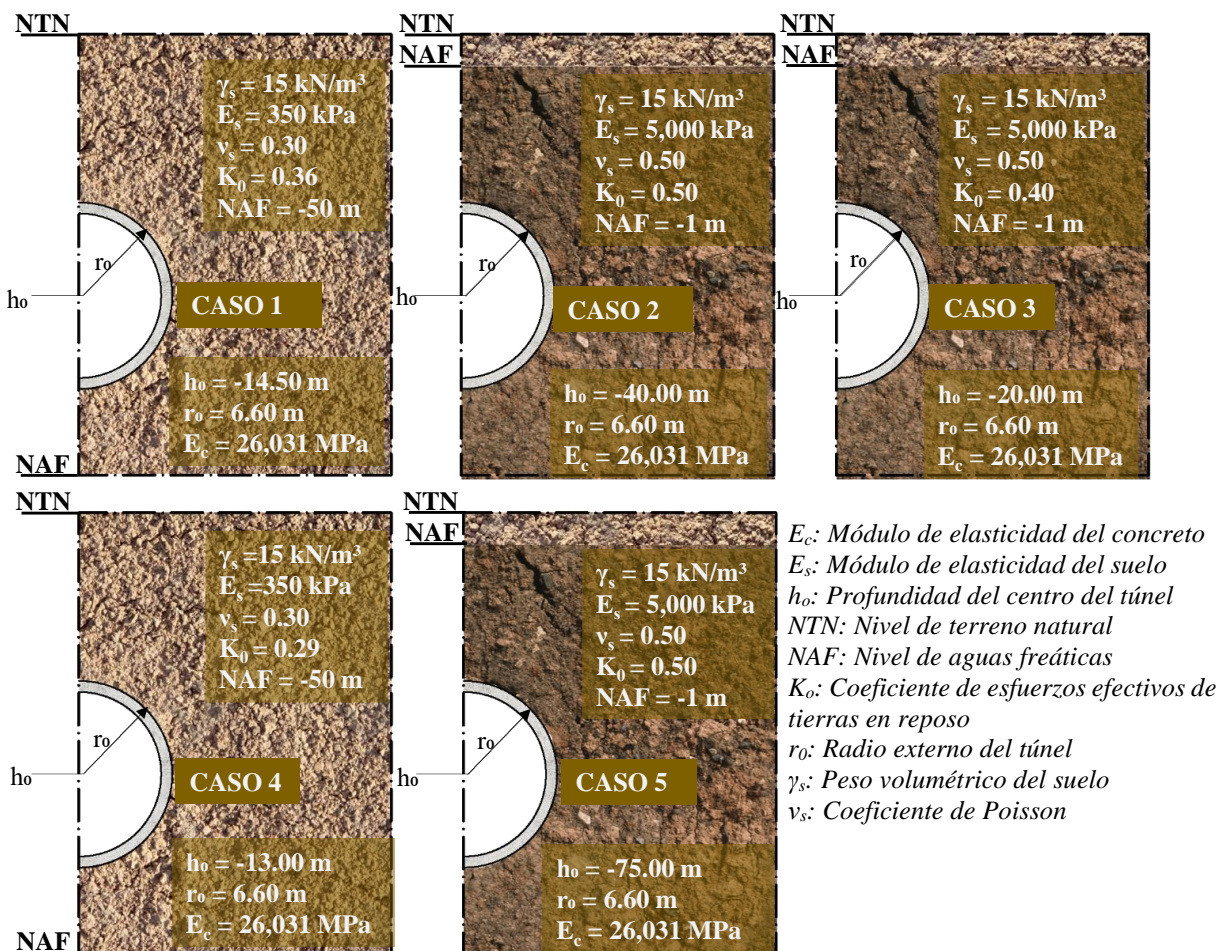 NTN
γₛ = 15 kN/m³
Eₛ = 350 kPa
νₛ = 0.30
K₀ = 0.36
NAF = -50 m
r₀
h₀
CASO 1
h₀ = -14.50 m
r₀ = 6.60 m
E꜀ = 26,031 MPa
NAF
NTN
NAF
γₛ = 15 kN/m³
Eₛ = 5,000 kPa
νₛ = 0.50
K₀ = 0.50
NAF = -1 m
r₀
h₀
CASO 2
h₀ = -40.00 m
r₀ = 6.60 m
E꜀ = 26,031 MPa
NTN
NAF
γₛ = 15 kN/m³
Eₛ = 5,000 kPa
νₛ = 0.50
K₀ = 0.40
NAF = -1 m
r₀
h₀
CASO 3
h₀ = -20.00 m
r₀ = 6.60 m
E꜀ = 26,031 MPa
NTN
γₛ =15 kN/m³
Eₛ =350 kPa
νₛ = 0.30
K₀ = 0.29
NAF = -50 m
r₀
h₀
CASO 4
h₀ = -13.00 m
r₀ = 6.60 m
E꜀ = 26,031 MPa
NAF
NTN
NAF
γₛ = 15 kN/m³
Eₛ = 5,000 kPa
νₛ = 0.50
K₀ = 0.50
NAF = -1 m
r₀
h₀
CASO 5
h₀ = -75.00 m
r₀ = 6.60 m
E꜀ = 26,031 MPa
E꜀: Módulo de elasticidad del concreto
Eₛ: Módulo de elasticidad del suelo
hₒ: Profundidad del centro del túnel
NTN: Nivel de terreno natural
NAF: Nivel de aguas freáticas
Kₒ: Coeficiente de esfuerzos efectivos de
tierras en reposo
r₀: Radio externo del túnel
γₛ: Peso volumétrico del suelo
νₛ: Coeficiente de Poisson